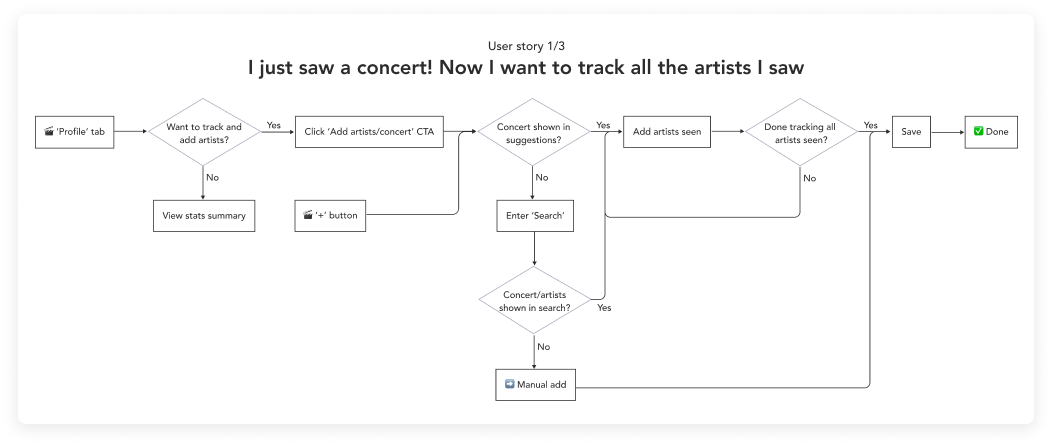 User story 1/3
I just saw a concert! Now I want to track all the artists I saw
🎬 'Profile' tab
Want to track and
add artists?
Yes
Click 'Add artists/concert' CTA
Concert shown in
suggestions?
Yes
Add artists seen
Done tracking all
artists seen?
Yes
Save
✅ Done
No
No
No
View stats summary
🎬 '+' button
Enter 'Search'
Concert/artists
shown in search?
Yes
No
➡️ Manual add